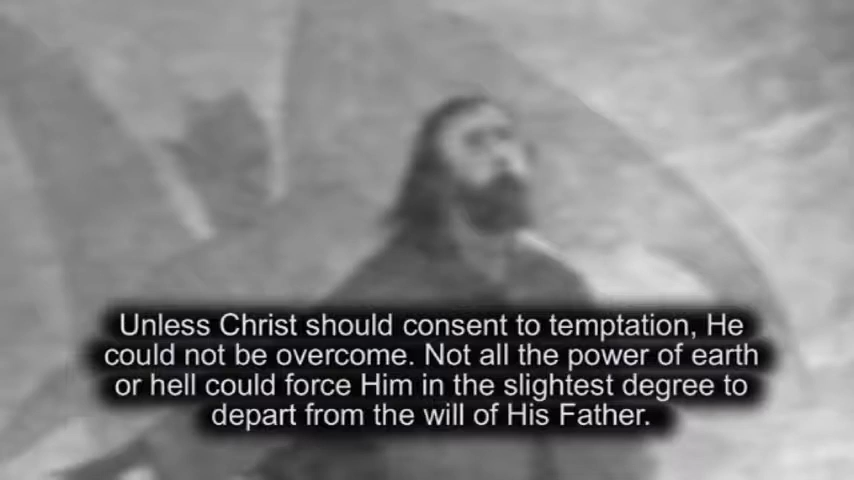 Unless Christ should consent to temptation, He
could not be overcome. Not all the power of earth
or hell could force Him in the slightest degree to
depart from the will of His Father.